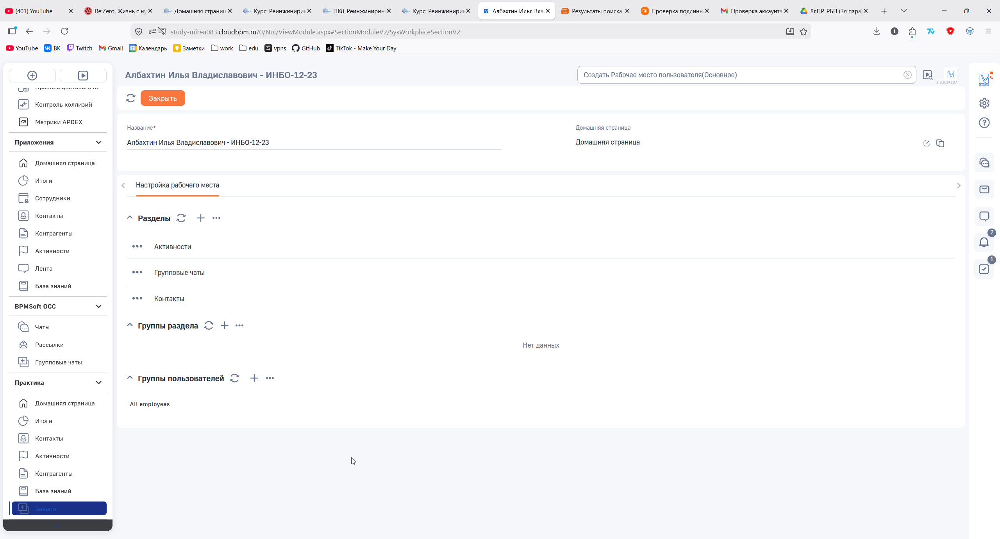 (401) YouTube
Re:Zero. Жизнь с ну
Домашняя страниц
Курс: Реинжинирин
ПК8_Реинжиниринг
Курс: Реинжинирин
Албахтин Илья Вла
Результаты поиска
Проверка подлинн
Проверка аккаунта
8яПР_РБП (3я пара)
study-mirea083.cloudbpm.ru/0/Nui/ViewModule.aspx#SectionModuleV2/SysWorkplaceSectionV2
YouTube
ВК
Twitch
Gmail
Календарь
Заметки
work
edu
vpns
GitHub
TikTok - Make Your Day
Контроль коллизий
Метрики APDEX
Приложения
Домашняя страница
Итоги
Сотрудники
Контакты
Контрагенты
Активности
Лента
База знаний
BPMSoft OCC
Чаты
Рассылки
Групповые чаты
Практика
Домашняя страница
Итоги
Контакты
Активности
Контрагенты
База знаний
Заявки
Албахтин Илья Владиславович - ИНБО-12-23
Создать Рабочее место пользователя(Основное)
1.8.0.14107
Закрыть
Название*
Албахтин Илья Владиславович - ИНБО-12-23
Домашняя страница
Домашняя страница
Настройка рабочего места
Разделы
Активности
Групповые чаты
Контакты
Группы раздела
Нет данных
Группы пользователей
All employees
2
1